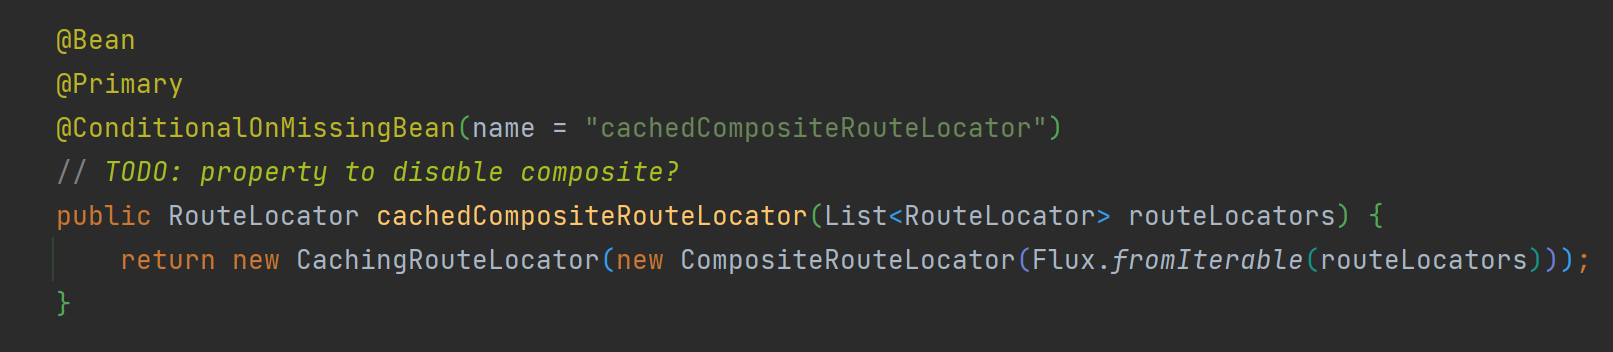 @Bean
@Primary
@ConditionalOnMissingBean(name = "cachedCompositeRouteLocator")
// TODO: property to disable composite?
public RouteLocator cachedCompositeRouteLocator(List<RouteLocator> routeLocators) {
    return new CachingRouteLocator(new CompositeRouteLocator(Flux.fromIterable(routeLocators)));
}